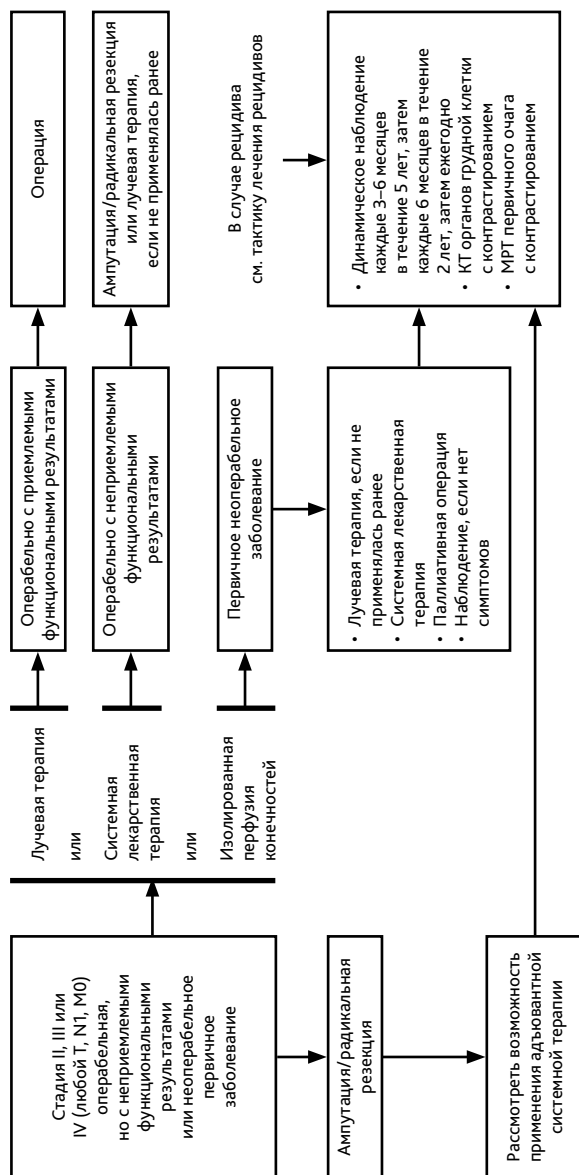 Стадия II, III или
IV (любой T, N1, M0)
операбельная,
но с неприемлемыми
функциональными
результатами
или неоперабельное
первичное
заболевание
Ампутация/радикальная
резекция
Рассмотреть возможность
применения адъювантной
системной терапии
Лучевая терапия
или
Системная
лекарственная
терапия
или
Изолированная
перфузия
конечностей
Операбельно с приемлемыми
функциональными результатами
Операбельно с неприемлемыми
функциональными
результатами
Первичное неоперабельное
заболевание
• Лучевая терапия, если не
применялась ранее
• Системная лекарственная
терапия
• Паллиативная операция
• Наблюдение, если нет
симптомов
Операция
Ампутация/радикальная резекция
или лучевая терапия,
если не применялась ранее
В случае рецидива
см. тактику лечения рецидивов
• Динамическое наблюдение
каждые 3–6 месяцев
в течение 5 лет, затем
каждые 6 месяцев в течение
2 лет, затем ежегодно
• КТ органов грудной клетки
с контрастированием
• МРТ первичного очага
с контрастированием